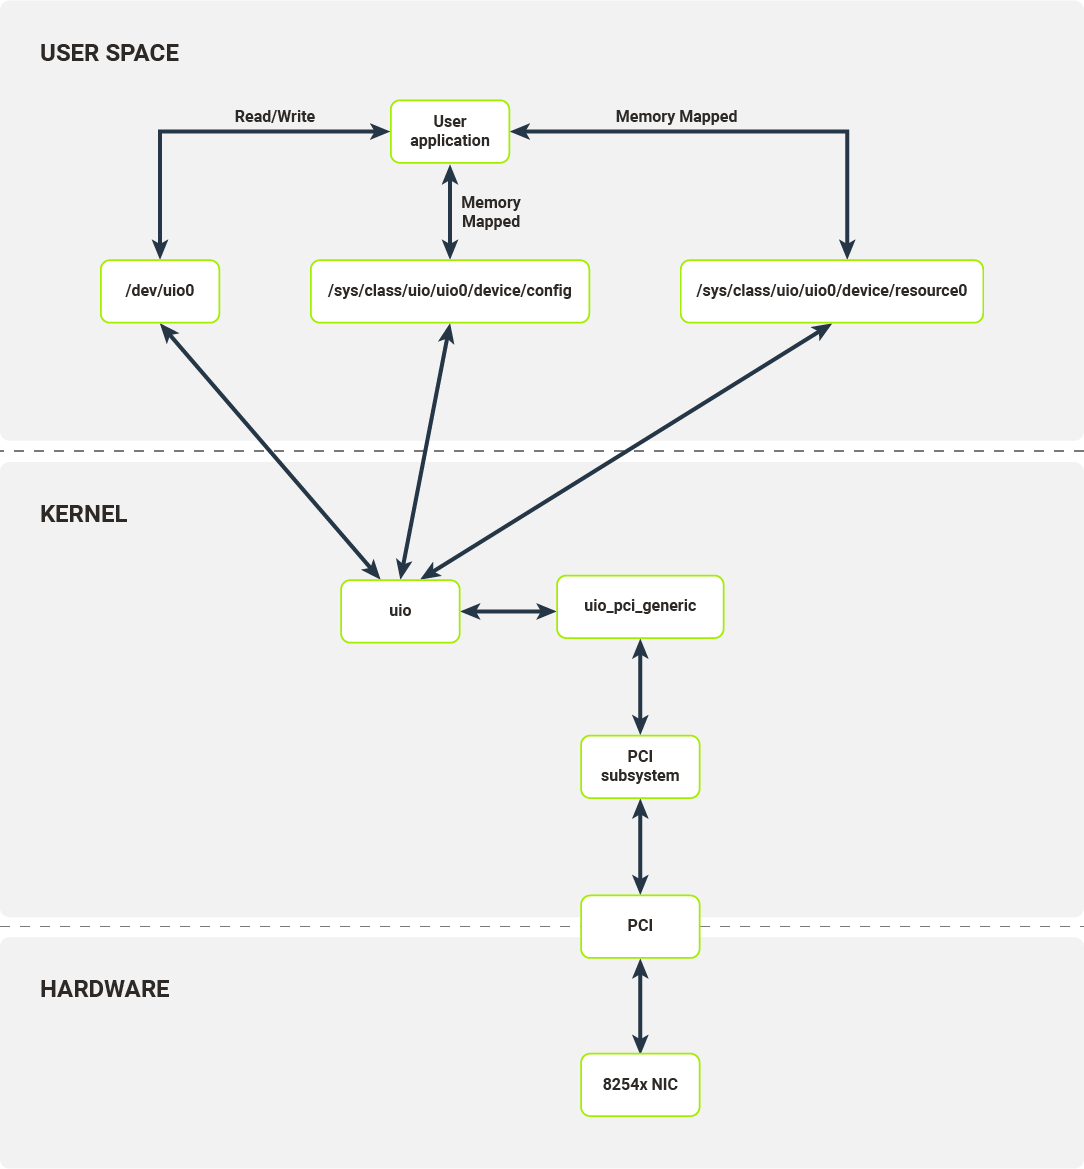 USER SPACE
Read/Write
User
application
Memory Mapped
Memory
Mapped
/dev/uio0
/sys/class/uio/uio0/device/config
/sys/class/uio/uio0/device/resource0
KERNEL
uio
uio_pci_generic
PCI
subsystem
PCI
HARDWARE
8254x NIC